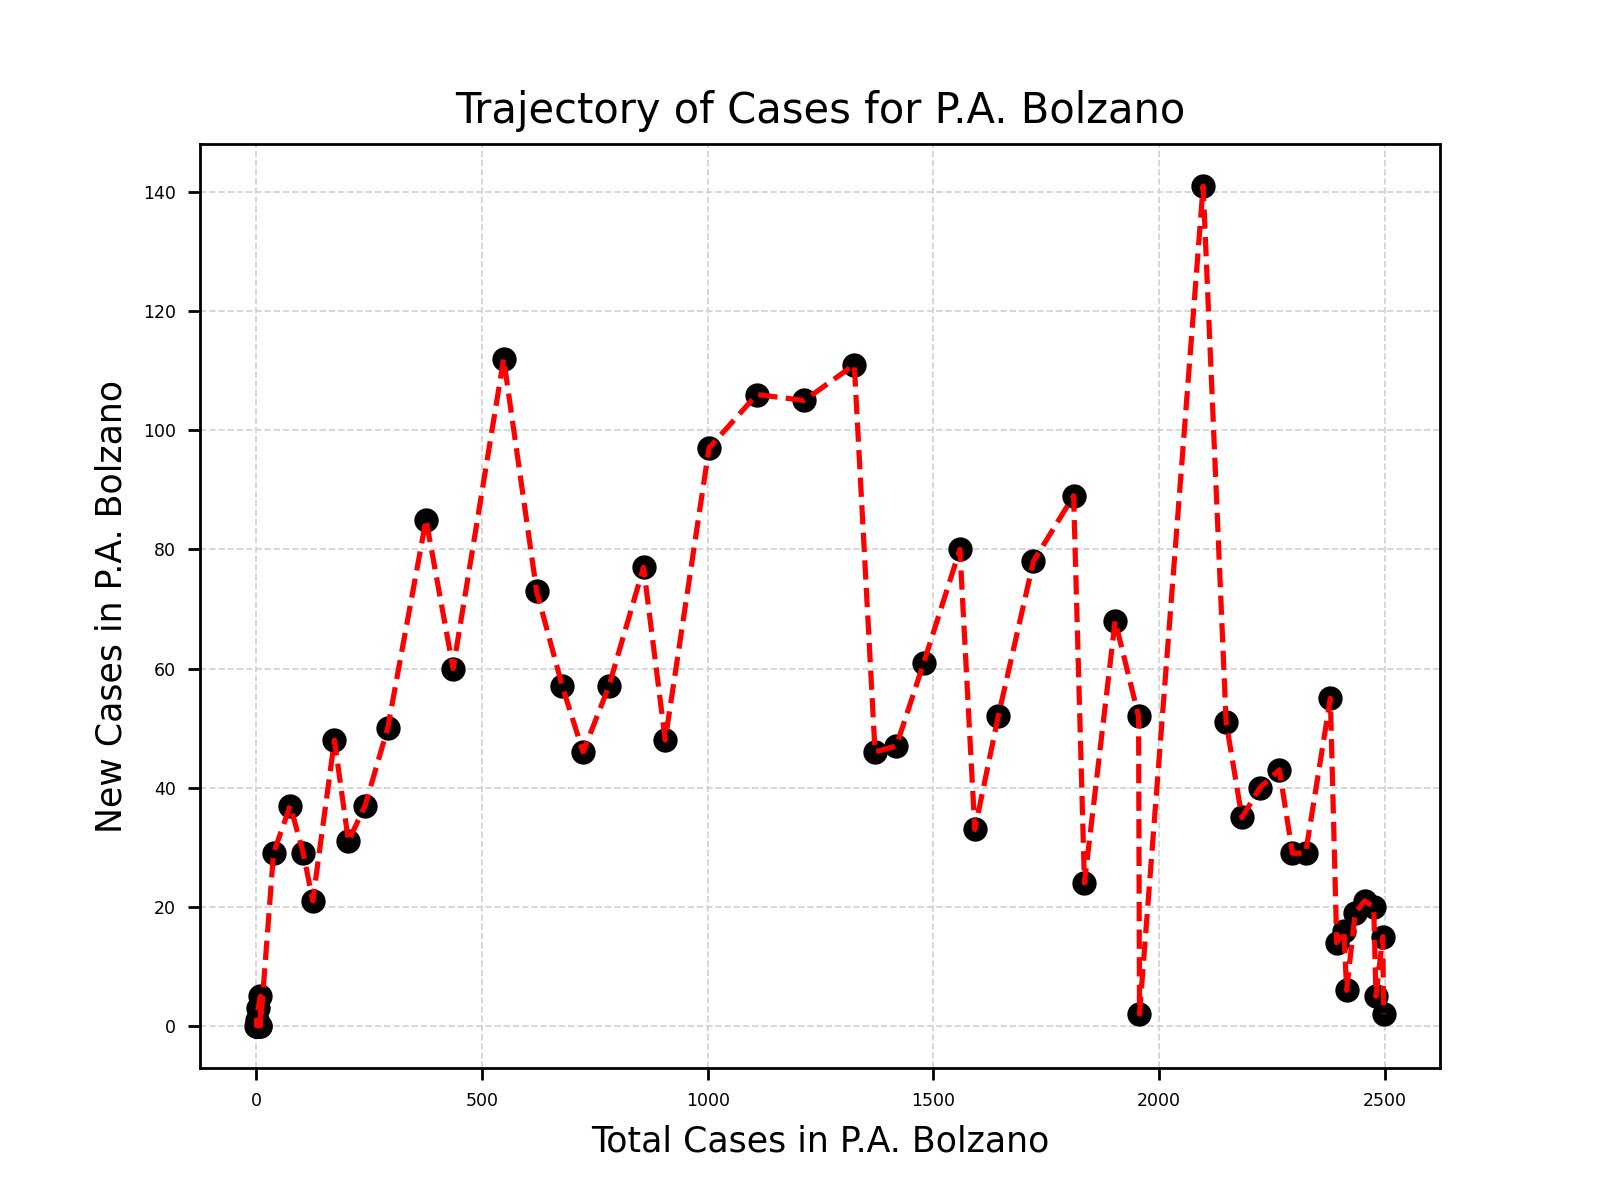 Trajectory of Cases for P.A. Bolzano
140
120
100
80
60
40
20
0
New Cases in P.A. Bolzano
0 500 1000 1500 2000 2500
Total Cases in P.A. Bolzano